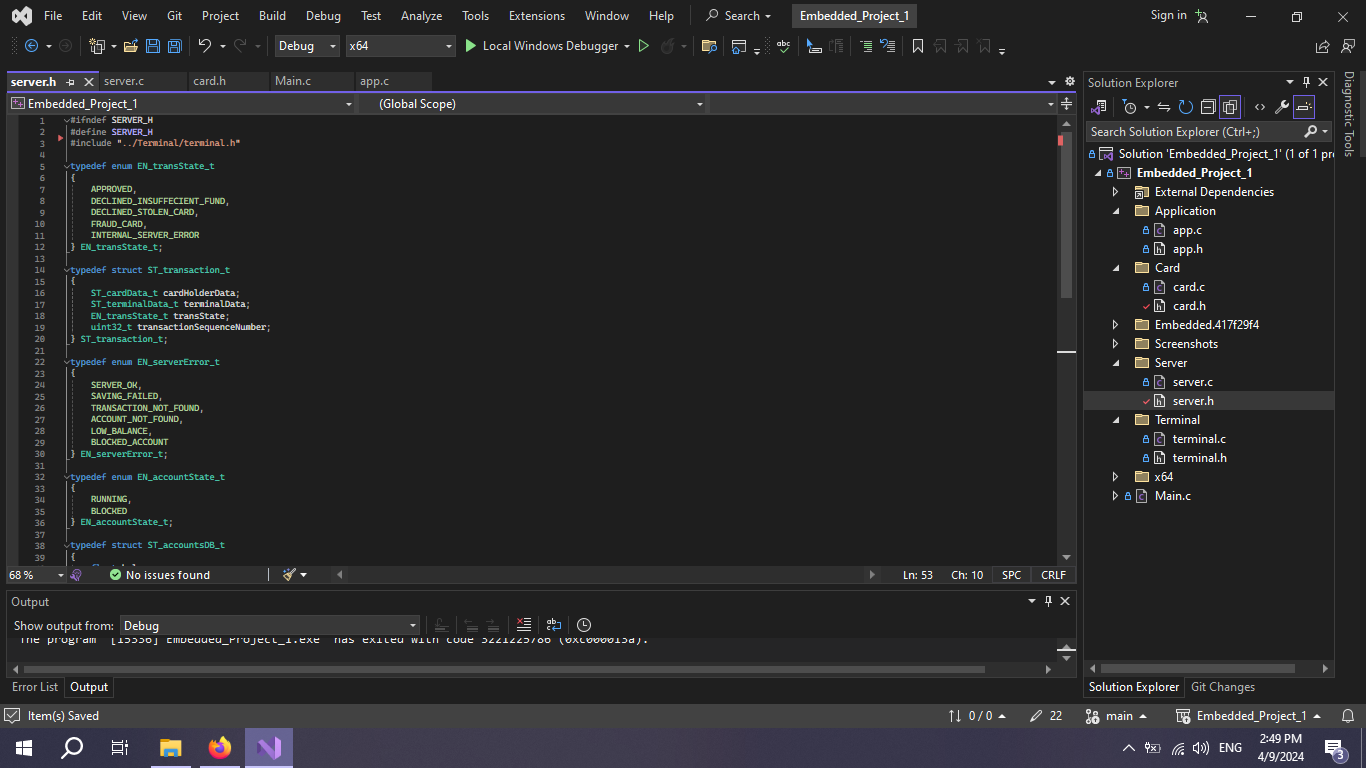 File Edit View Git Project Build Debug Test Analyze Tools Extensions Window Help Search Embedded_Project_1 Sign in
Debug x64 Local Windows Debugger
server.h server.c card.h Main.c app.c
Embedded_Project_1 (Global Scope)
1 #ifndef SERVER_H
2 #define SERVER_H
3 #include "../Terminal/terminal.h"
4
5 typedef enum EN_transState_t
6 {
7 APPROVED,
8 DECLINED_INSUFFECIENT_FUND,
9 DECLINED_STOLEN_CARD,
10 FRAUD_CARD,
11 INTERNAL_SERVER_ERROR
12 } EN_transState_t;
13
14 typedef struct ST_transaction_t
15 {
16 ST_cardData_t cardHolderData;
17 ST_terminalData_t terminalData;
18 EN_transState_t transState;
19 uint32_t transactionSequenceNumber;
20 } ST_transaction_t;
21
22 typedef enum EN_serverError_t
23 {
24 SERVER_OK,
25 SAVING_FAILED,
26 TRANSACTION_NOT_FOUND,
27 ACCOUNT_NOT_FOUND,
28 LOW_BALANCE,
29 BLOCKED_ACCOUNT
30 } EN_serverError_t;
31
32 typedef enum EN_accountState_t
33 {
34 RUNNING,
35 BLOCKED
36 } EN_accountState_t;
37
38 typedef struct ST_accountsDB_t
39 {
68 % No issues found Ln: 53 Ch: 10 SPC CRLF
Output
Show output from: Debug
The program '[15336] Embedded_Project_1.exe' has exited with code 3221225786 (0xc000013a).
Error List Output
Solution Explorer
Search Solution Explorer (Ctrl+;)
Solution 'Embedded_Project_1' (1 of 1 pr
Embedded_Project_1
External Dependencies
Application
app.c
app.h
Card
card.c
card.h
Embedded.417f29f4
Screenshots
Server
server.c
server.h
Terminal
terminal.c
terminal.h
x64
Main.c
Solution Explorer Git Changes
Diagnostic Tools
Item(s) Saved 0 / 0 22 main Embedded_Project_1
ENG 2:49 PM
4/9/2024 3